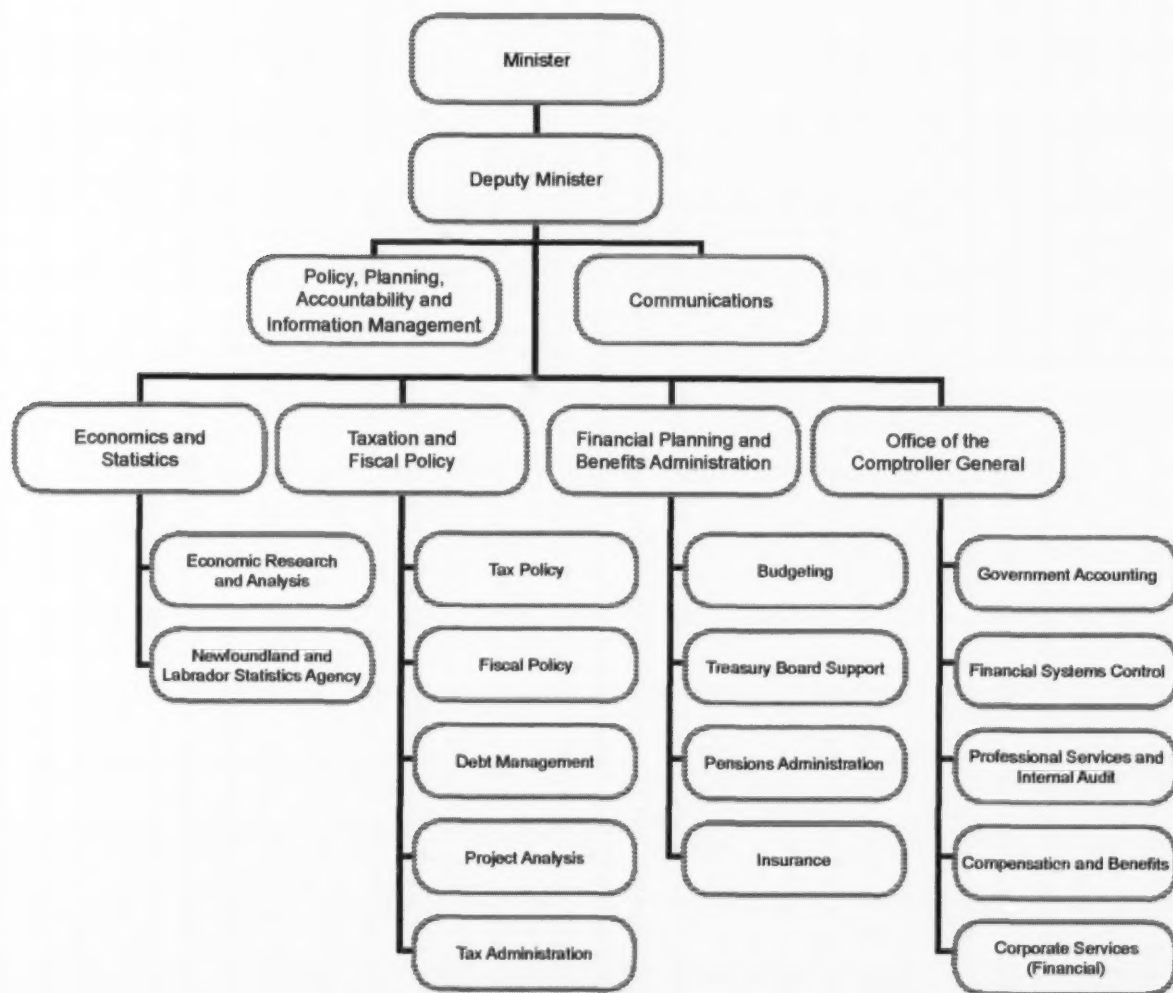 Minister
Deputy Minister
Policy, Planning,
Accountability and
Information Management
Communications
Economics and
Statistics
Taxation and
Fiscal Policy
Financial Planning and
Benefits Administration
Office of the
Comptroller General
Economic Research
and Analysis
Newfoundland and
Labrador Statistics Agency
Tax Policy
Fiscal Policy
Debt Management
Project Analysis
Tax Administration
Budgeting
Treasury Board Support
Pensions Administration
Insurance
Government Accounting
Financial Systems Control
Professional Services and
Internal Audit
Compensation and Benefits
Corporate Services
(Financial)